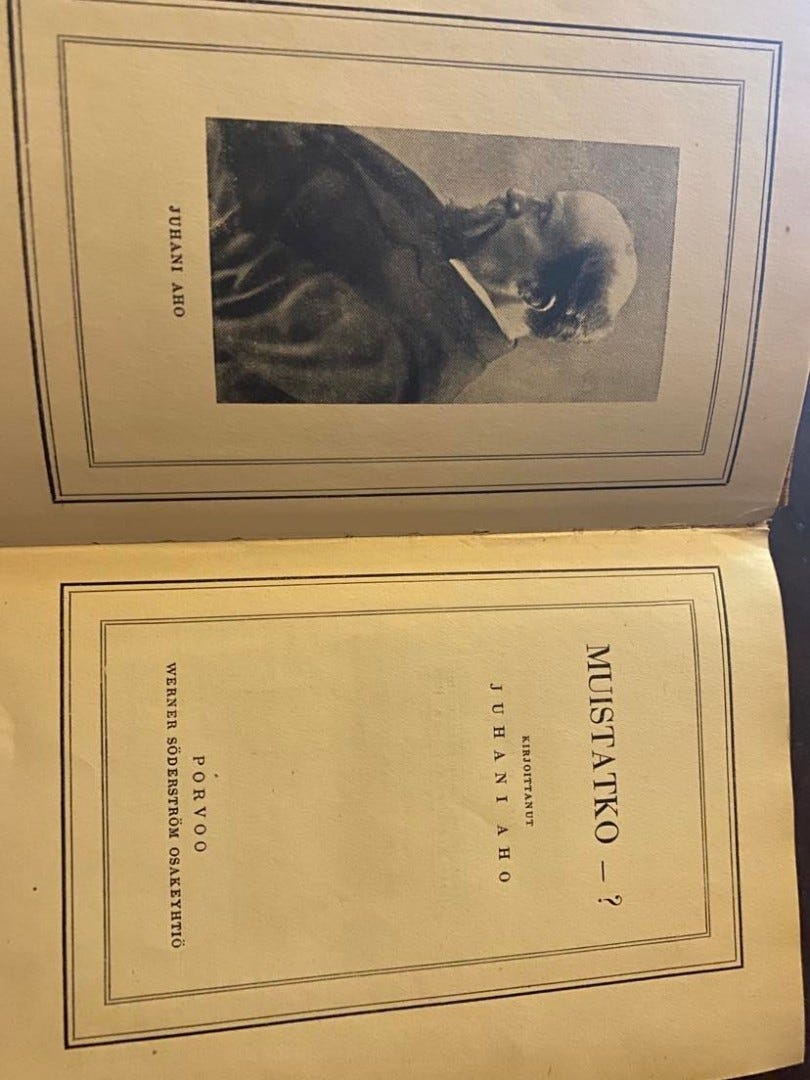 JUHANI AHO
MUISTATKO – ?
KIRJOITTANUT
JUHANI AHO
PORVOO
WERNER SÖDERSTRÖM OSAKEYHTIÖ